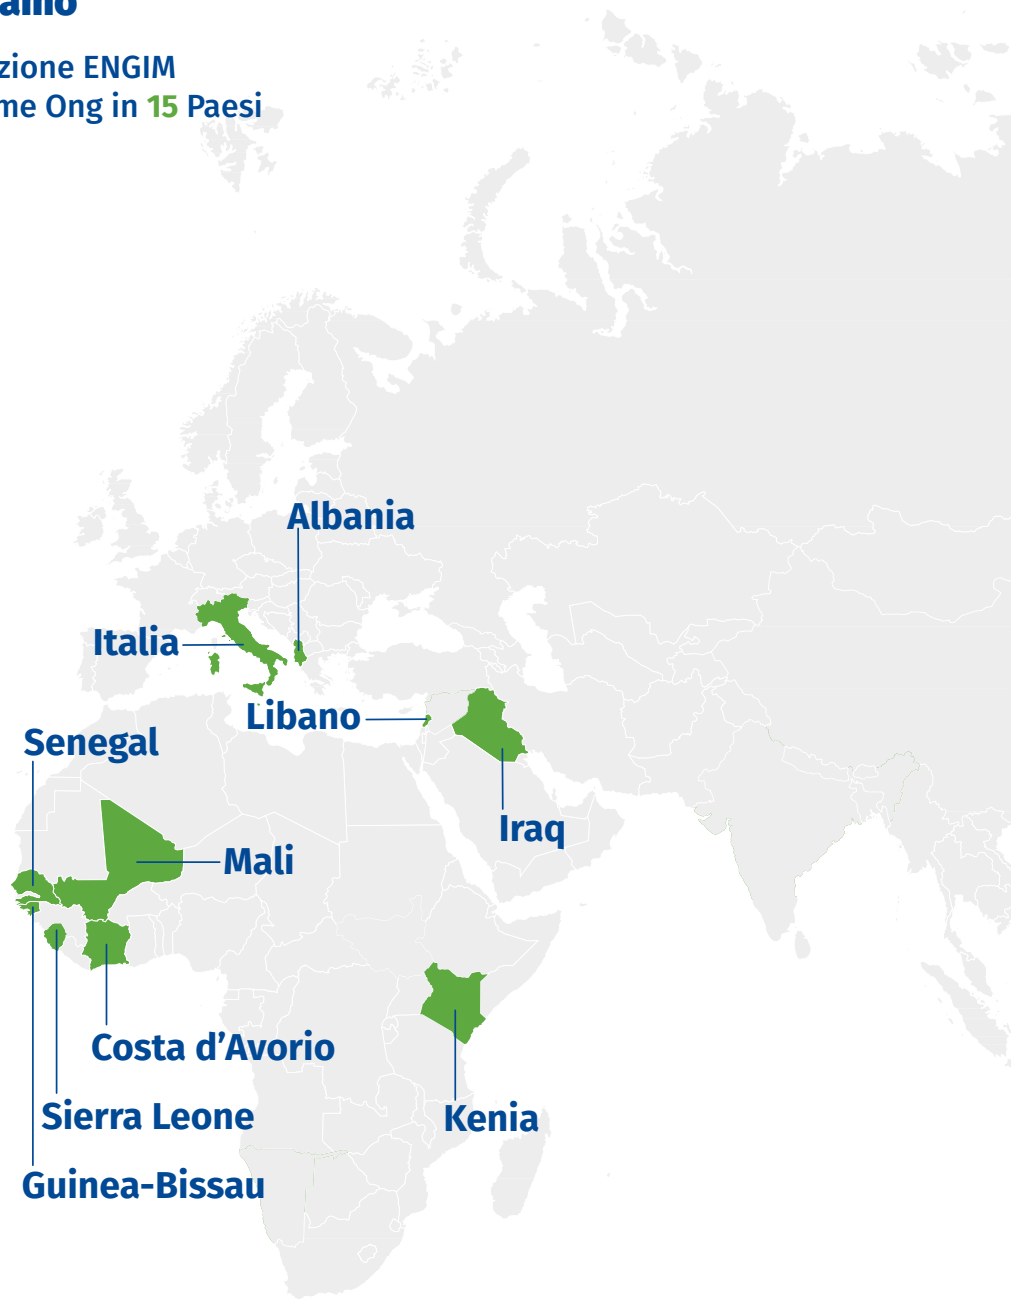 zione ENGIM
me Ong in 15 Paesi
Albania
Italia
Libano
Senegal
Iraq
Mali
Costa d’Avorio
Sierra Leone
Kenia
Guinea-Bissau